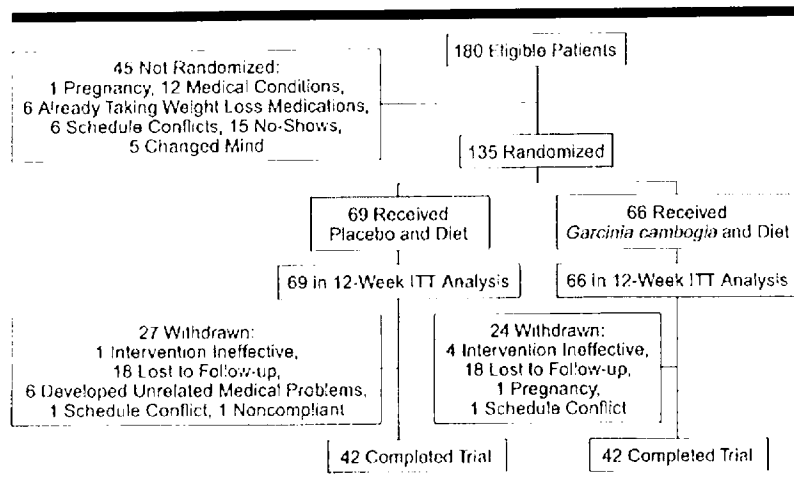 180 Eligible Patients
45 Not Randomized:
1 Pregnancy, 12 Medical Conditions,
6 Already Taking Weight Loss Medications,
6 Schedule Conflicts, 15 No-Shows,
5 Changed Mind
135 Randomized
69 Received
Placebo and Diet
66 Received
Garcinia cambogia and Diet
69 in 12-Week ITT Analysis
66 in 12-Week ITT Analysis
27 Withdrawn:
1 Intervention Ineffective,
18 Lost to Follow-up,
6 Developed Unrelated Medical Problems,
1 Schedule Conflict, 1 Noncompliant
24 Withdrawn:
4 Intervention Ineffective,
18 Lost to Follow-up,
1 Pregnancy,
1 Schedule Conflict
42 Completed Trial
42 Completed Trial